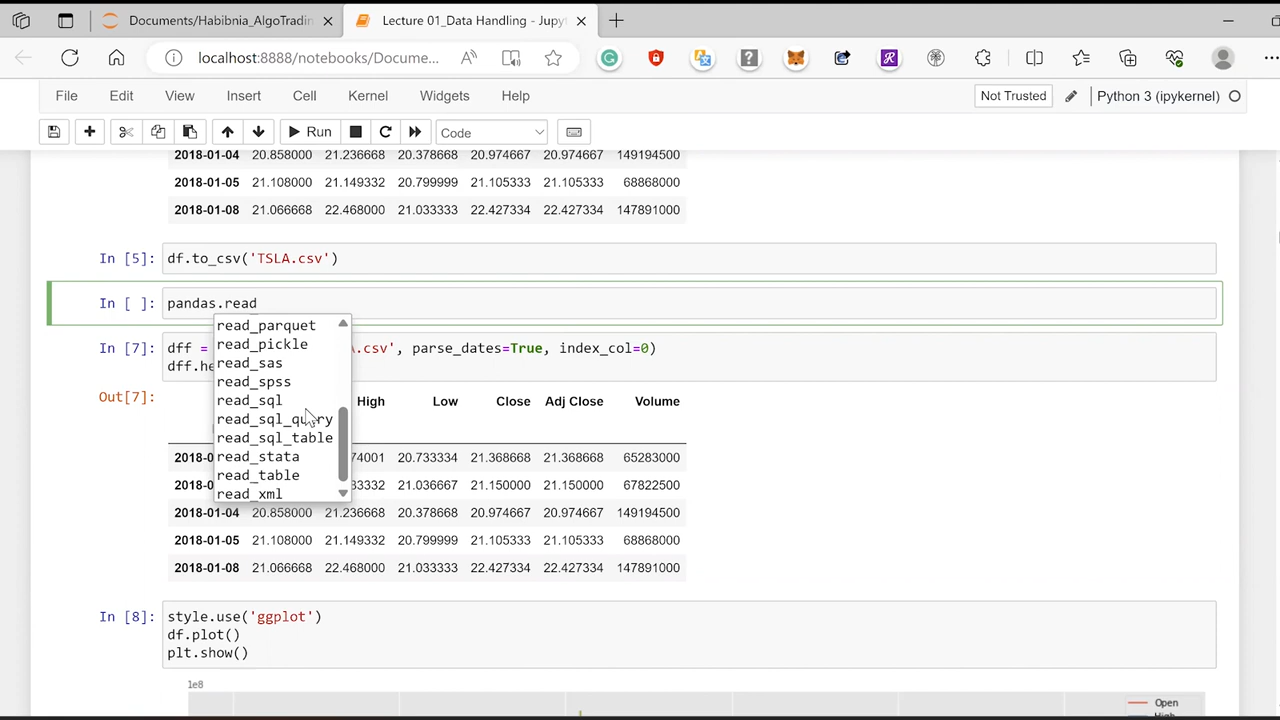 Documents/Habibnia_AlgoTradin
Lecture 01_Data Handling - Jupyt
localhost:8888/notebooks/Docume...
File Edit View Insert Cell Kernel Widgets Help
Not Trusted
Python 3 (ipykernel)
Run
Code
2018-01-04 20.858000 21.236668 20.378668 20.974667 20.974667 149194500
2018-01-05 21.108000 21.149332 20.799999 21.105333 21.105333 68868000
2018-01-08 21.066668 22.468000 21.033333 22.427334 22.427334 147891000
In [5]: df.to_csv('TSLA.csv')
In [ ]: pandas.read
read_parquet
read_pickle
read_sas
read_spss
read_sql
read_sql_query
read_sql_table
read_stata
read_table
read_xml
In [7]: dff = .csv', parse_dates=True, index_col=0)
dff.he
Out[7]:
High Low Close Adj Close Volume
2018-0 74001 20.733334 21.368668 21.368668 65283000
2018-0 3332 21.036667 21.150000 21.150000 67822500
2018-01-04 20.858000 21.236668 20.378668 20.974667 20.974667 149194500
2018-01-05 21.108000 21.149332 20.799999 21.105333 21.105333 68868000
2018-01-08 21.066668 22.468000 21.033333 22.427334 22.427334 147891000
In [8]: style.use('ggplot')
df.plot()
plt.show()
1e8
Open